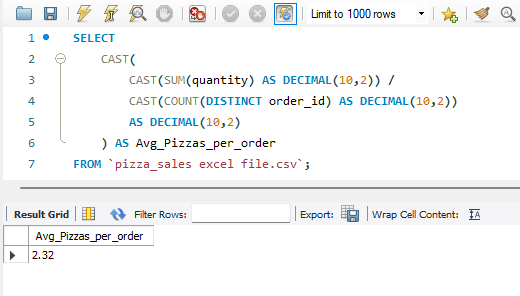 Limit to 1000 rows
1 SELECT
2 CAST(
3 CAST(SUM(quantity) AS DECIMAL(10,2)) /
4 CAST(COUNT(DISTINCT order_id) AS DECIMAL(10,2))
5 AS DECIMAL(10,2)
6 ) AS Avg_Pizzas_per_order
7 FROM `pizza_sales excel file.csv`;
Result Grid Filter Rows: Export: Wrap Cell Content:
Avg_Pizzas_per_order
2.32